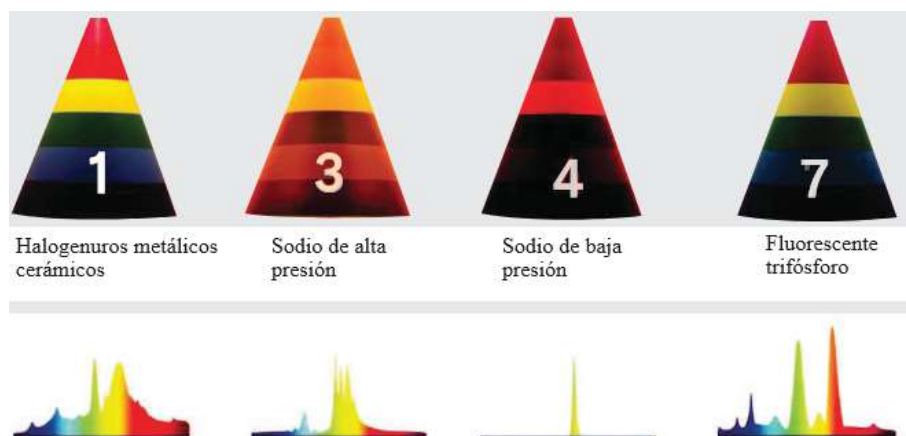 1
3
4
7
Halogenuros metálicos
cerámicos
Sodio de alta
presión
Sodio de baja
presión
Fluorescente
trifósforo